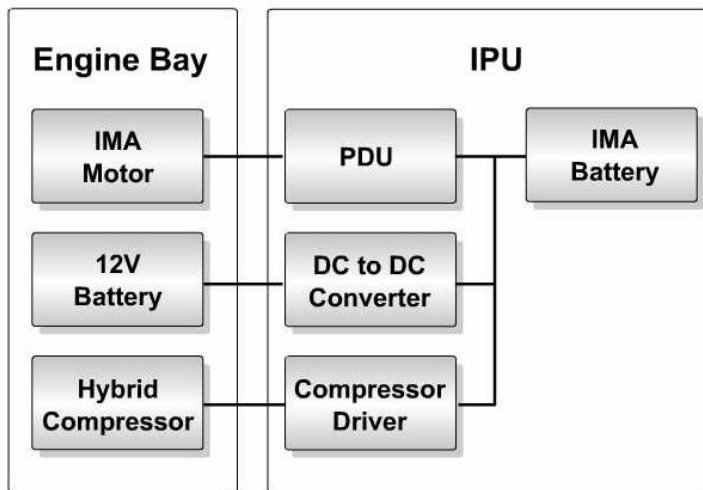 Engine Bay
IPU
IMA
Motor
PDU
IMA
Battery
12V
Battery
DC to DC
Converter
Hybrid
Compressor
Compressor
Driver